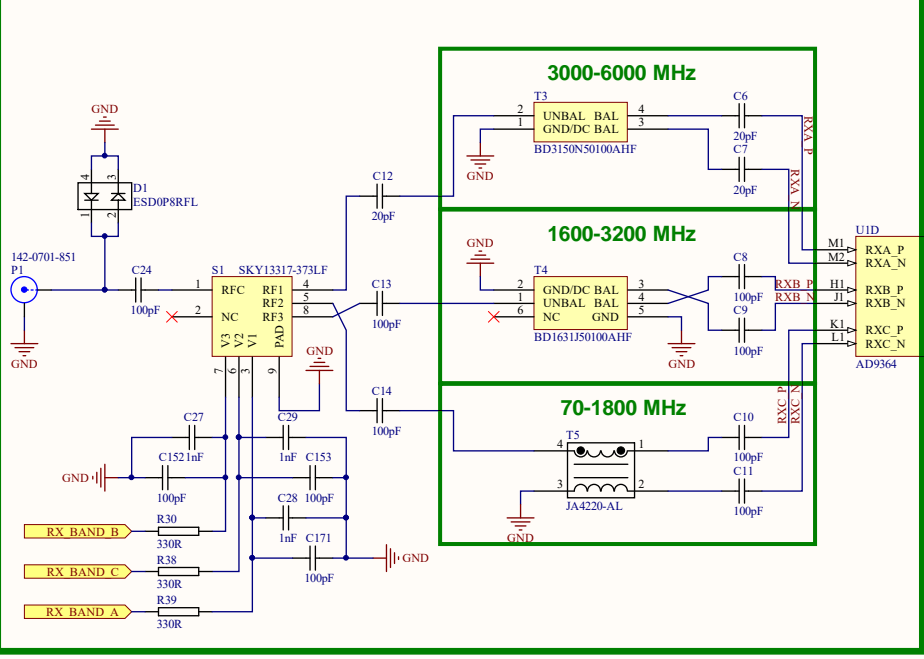 3000-6000 MHz
GND
T3
C6
2
UNBAL BAL
4
1
GND/DC BAL
3
20pF
RXA_P
BD3150N50100AHF
C7
GND
4
3
C12
20pF
RXA_N
D1
ESD0P8RFL
1
2
20pF
1600-3200 MHz
U1D
GND
M1
RXA_P
142-0701-851
M2
RXA_N
P1
C24
S1
SKY13317-373LF
T4
C8
C13
1
RFC
RF1
4
2
GND/DC BAL
3
RXB_P
H1
RXB_P
RF2
5
1
UNBAL BAL
4
100pF
RXB_N
J1
RXB_N
100pF
2
NC
RF3
8
6
NC
GND
5
C9
100pF
K1
RXC_P
V3
V2
V1
PAD
BD1631J50100AHF
L1
RXC_N
GND
100pF
GND
GND
AD9364
7
6
3
9
C14
RXC_P
RXC_N
70-1800 MHz
C27
C29
C10
100pF
T5
4
1
C152
1nF
1nF
C153
100pF
GND
C11
3
2
100pF
C28
100pF
JA4220-AL
100pF
R30
RX_BAND_B
GND
330R
1nF
C171
GND
R38
RX_BAND_C
330R
100pF
R39
RX_BAND_A
330R